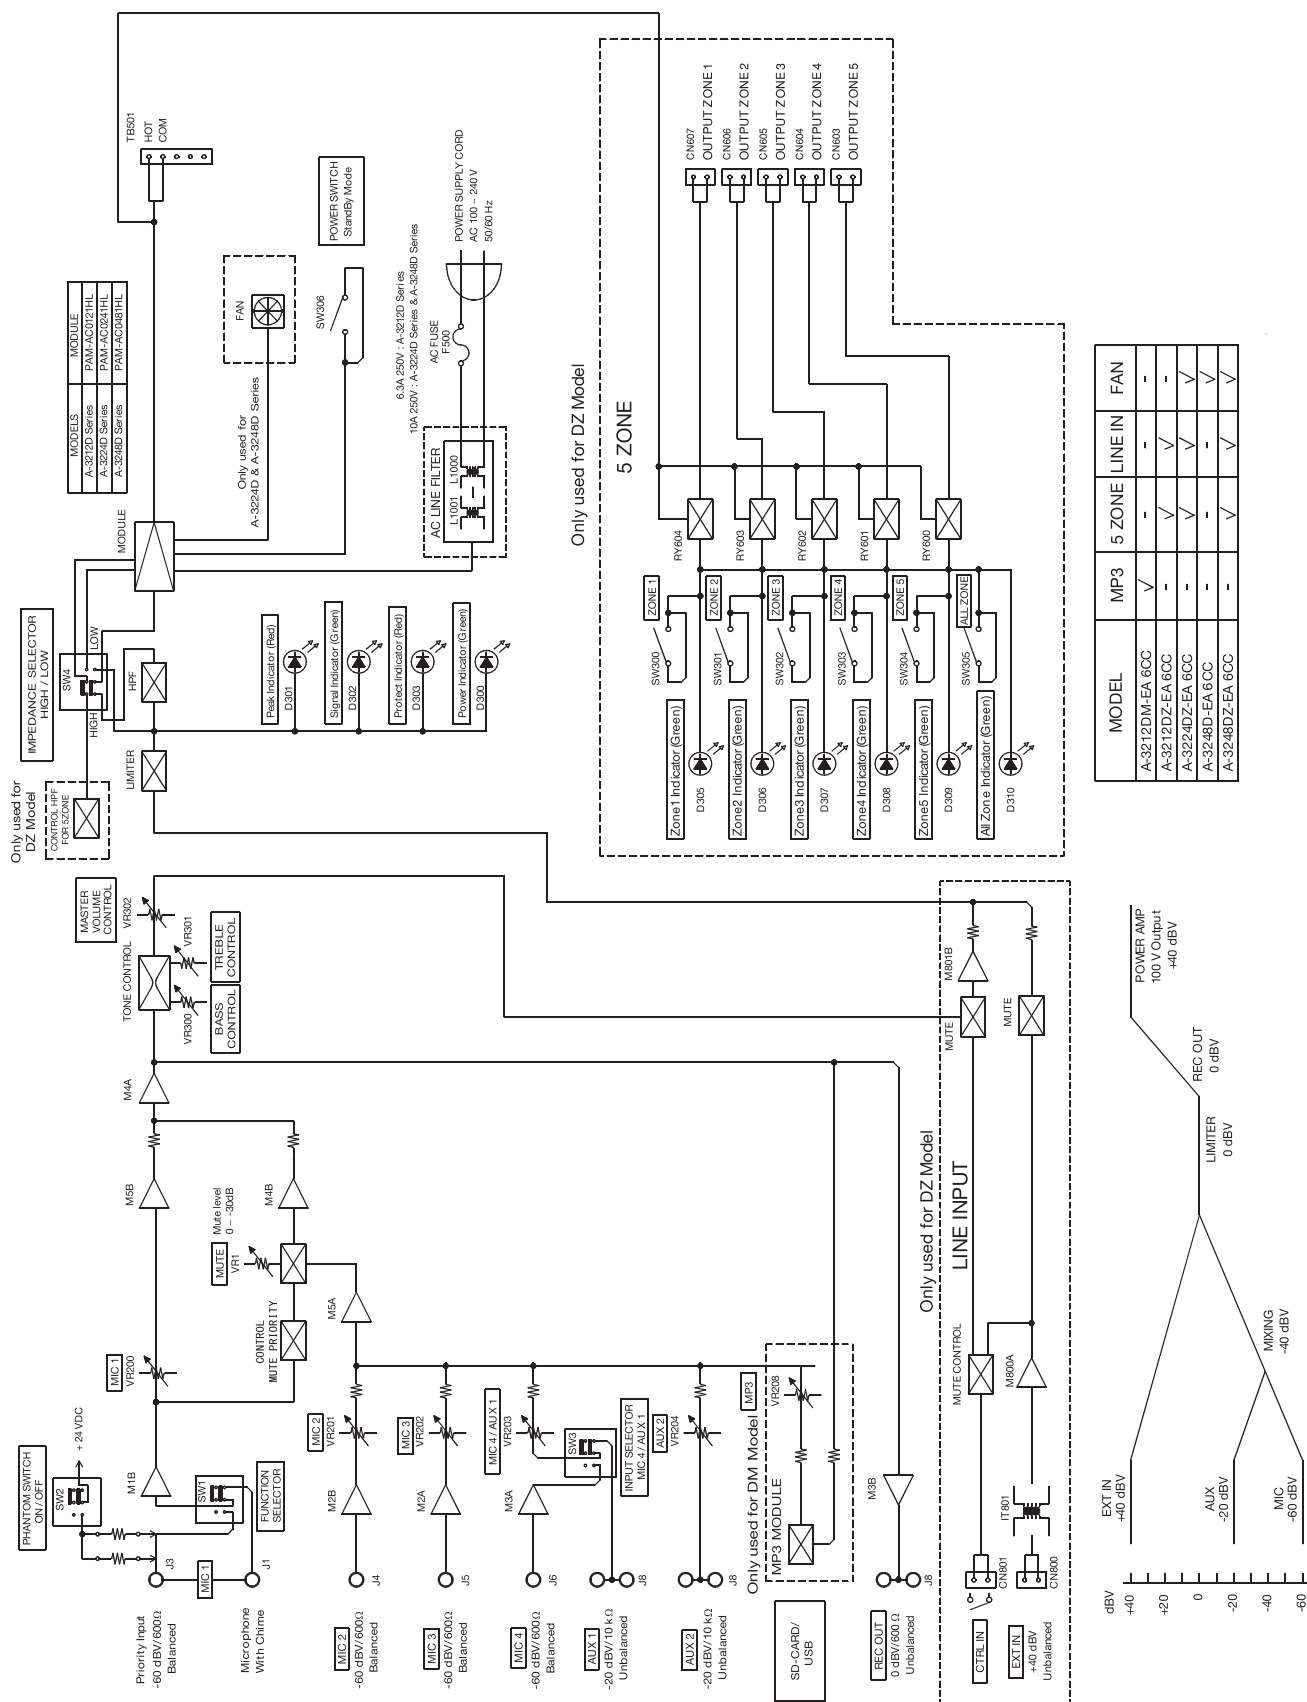 Priority Input
-60 dBV/600Ω
Balanced
MIC 1
Microphone
With Chime
J3
J1
PHANTOM SWITCH
ON / OFF
SW2
+ 24 VDC
M1B
SW1
FUNCTION
SELECTOR
MIC 1
VR200
M5B
M4A
CONTROL
MUTE PRIORITY
MUTE
VR1
Mute level
0 ~ -30dB
M4B
M5A
MIC 2
-60 dBV/600Ω
Balanced
J4
M2B
MIC 2
VR201
MIC 3
-60 dBV/600Ω
Balanced
J5
M2A
MIC 3
VR202
MIC 4
-60 dBV/600Ω
Balanced
J6
M3A
MIC 4 / AUX 1
VR203
AUX 1
-20 dBV/10 kΩ
Unbalanced
J8
SW3
INPUT SELECTOR
MIC 4 / AUX 1
AUX 2
-20 dBV/10 kΩ
Unbalanced
J8
AUX 2
VR204
Only used for DM Model
MP3 MODULE
MP3
VR208
SD-CARD/
USB
REC OUT
0 dBV/600 Ω
Unbalanced
J8
M3B
TONE CONTROL
VR300
BASS
CONTROL
VR301
TREBLE
CONTROL
MASTER
VOLUME
CONTROL
VR302
Only used for DZ Model
LINE INPUT
CTRL IN
CN801
EXT IN
+40 dBV
Unbalanced
CN800
IT801
MUTE CONTROL
M800A
MUTE
MUTE
M801B
Only used for
DZ Model
CONTROL HPF
FOR 5ZONE
LIMITER
HPF
IMPEDANCE SELECTOR
HIGH / LOW
SW4
HIGH
LOW
MODULE
MODELS MODULE
A-3212D Series PAM-AC0121HL
A-3224D Series PAM-AC0241HL
A-3248D Series PAM-AC0481HL
TB501
HOT
COM
Peak Indicator (Red)
D301
Signal Indicator (Green)
D302
Protect Indicator (Red)
D303
Power Indicator (Green)
D300
Only used for
A-3224D & A-3248D Series
FAN
SW306
POWER SWITCH
StandBy Mode
AC LINE FILTER
L1001
L1000
6.3A 250V : A-3212D Series
10A 250V : A-3224D Series & A-3248D Series
AC FUSE
F500
POWER SUPPLY CORD
AC 100 ~ 240 V
50/60 Hz
Only used for DZ Model
5 ZONE
Zone1 Indicator (Green)
D305
SW300
ZONE 1
RY604
CN607
OUTPUT ZONE 1
Zone2 Indicator (Green)
D306
SW301
ZONE 2
RY603
CN606
OUTPUT ZONE 2
Zone3 Indicator (Green)
D307
SW302
ZONE 3
RY602
CN605
OUTPUT ZONE 3
Zone4 Indicator (Green)
D308
SW303
ZONE 4
RY601
CN604
OUTPUT ZONE 4
Zone5 Indicator (Green)
D309
SW304
ZONE 5
RY600
CN603
OUTPUT ZONE 5
All Zone Indicator (Green)
D310
SW305
ALL ZONE
MODEL MP3 5 ZONE LINE IN FAN
A-3212DM-EA 6CC √ - - -
A-3212DZ-EA 6CC - √ √ -
A-3224DZ-EA 6CC - √ √ √
A-3248D-EA 6CC - - - √
A-3248DZ-EA 6CC - √ √ √
dBV
+40
+20
0
-20
-40
-60
EXT IN
+40 dBV
AUX
-20 dBV
MIC
-60 dBV
MIXING
-40 dBV
LIMITER
0 dBV
REC OUT
0 dBV
POWER AMP
100 V Output
+40 dBV